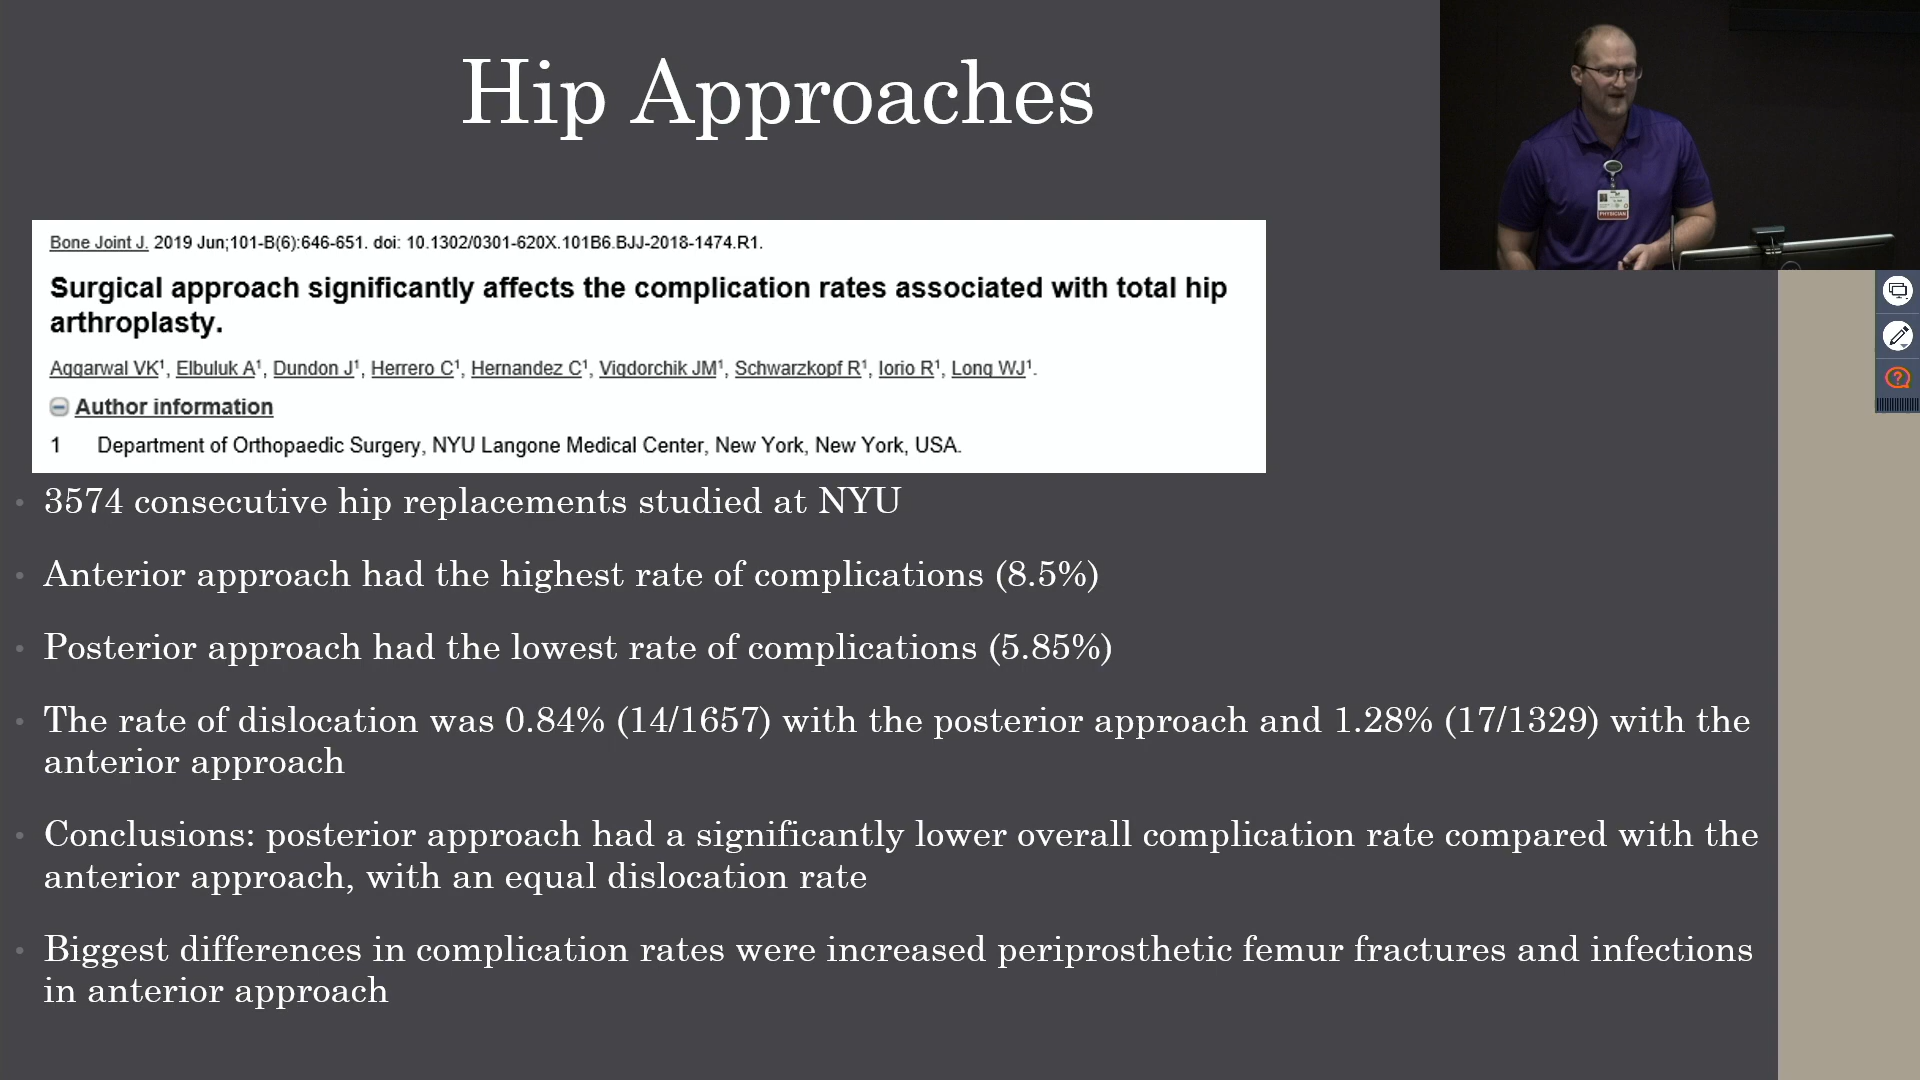 Hip Approaches
Bone Joint J. 2019 Jun;101-B(6):646-651. doi: 10.1302/0301-620X.101B6.BJJ-2018-1474.R1.
Surgical approach significantly affects the complication rates associated with total hip
arthroplasty.
Aggarwal VK¹, Elbuluk A¹, Dundon J¹, Herrero C¹, Hernandez C¹, Vigdorchik JM¹, Schwarzkopf R¹, Iorio R¹, Long WJ¹.
Author information
1 Department of Orthopaedic Surgery, NYU Langone Medical Center, New York, New York, USA.
• 3574 consecutive hip replacements studied at NYU
• Anterior approach had the highest rate of complications (8.5%)
• Posterior approach had the lowest rate of complications (5.85%)
• The rate of dislocation was 0.84% (14/1657) with the posterior approach and 1.28% (17/1329) with the
anterior approach
• Conclusions: posterior approach had a significantly lower overall complication rate compared with the
anterior approach, with an equal dislocation rate
• Biggest differences in complication rates were increased periprosthetic femur fractures and infections
in anterior approach
PHYSICIAN